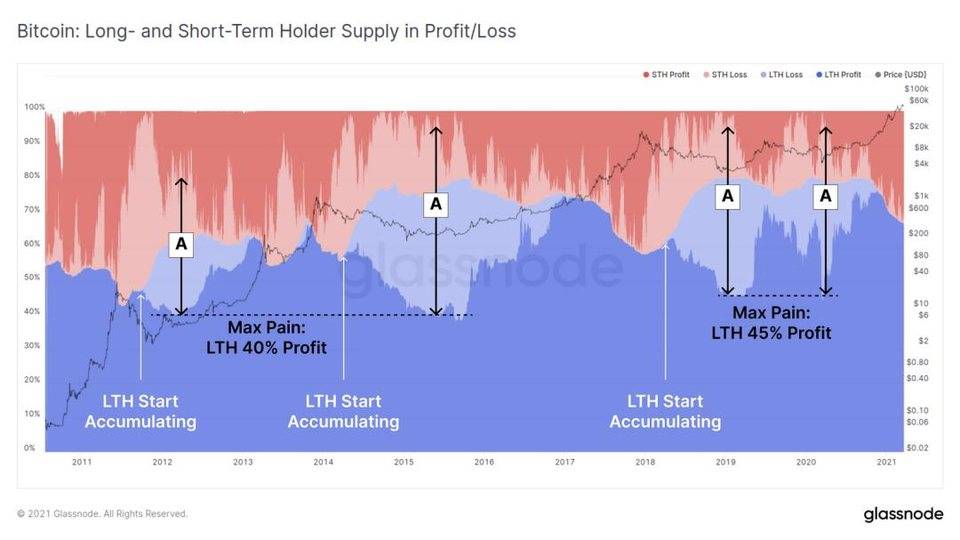 Bitcoin: Long- and Short-Term Holder Supply in Profit/Loss
STH Profit STH Loss LTH Loss LTH Profit Price [USD]
100%
90%
80%
70%
60%
50%
40%
30%
20%
10%
0%
$100k
$60k
$20k
$8k
$4k
$1k
$600
$200
$80
$40
$10
$6
$2
$0.80
$0.40
$0.10
$0.06
$0.02
A
A
A
A
glassnode
Max Pain:
LTH 40% Profit
Max Pain:
LTH 45% Profit
LTH Start
Accumulating
LTH Start
Accumulating
LTH Start
Accumulating
2011 2012 2013 2014 2015 2016 2017 2018 2019 2020 2021
© 2021 Glassnode. All Rights Reserved.
glassnode